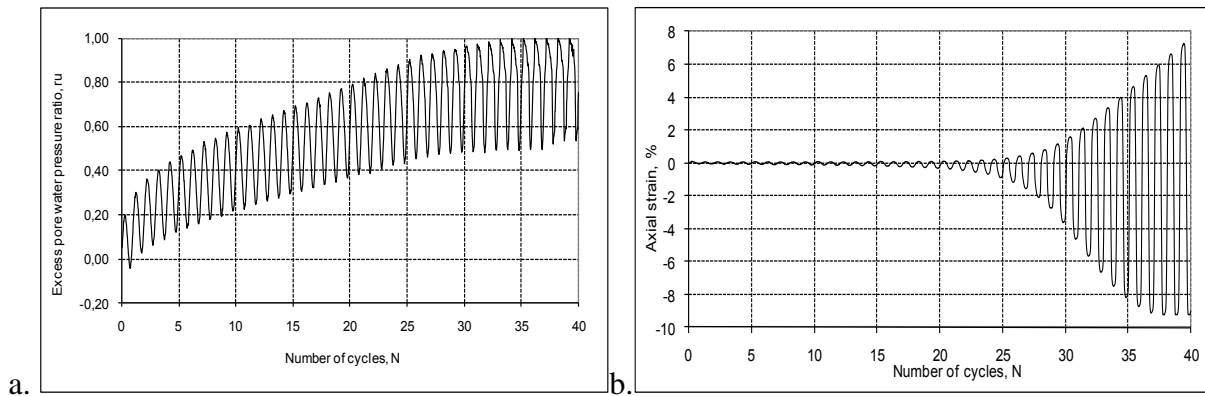 Excess pore water pressure ratio, ru
1,00
0,80
0,60
0,40
0,20
0,00
-0,20
0 5 10 15 20 25 30 35 40
Number of cycles, N
a.
Axial strain, %
8
6
4
2
0
-2
-4
-6
-8
-10
0 5 10 15 20 25 30 35 40
Number of cycles, N
b.